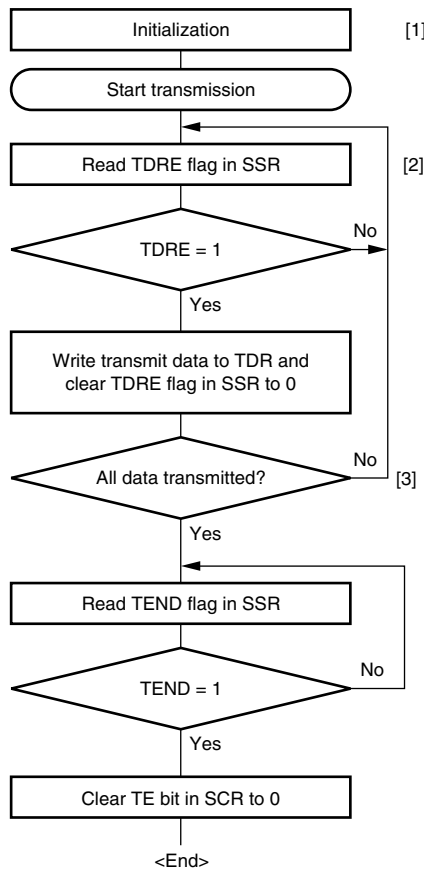 Initialization
[1]
Start transmission
Read TDRE flag in SSR
[2]
TDRE = 1
No
Yes
Write transmit data to TDR and
clear TDRE flag in SSR to 0
All data transmitted?
No
[3]
Yes
Read TEND flag in SSR
TEND = 1
No
Yes
Clear TE bit in SCR to 0
<End>